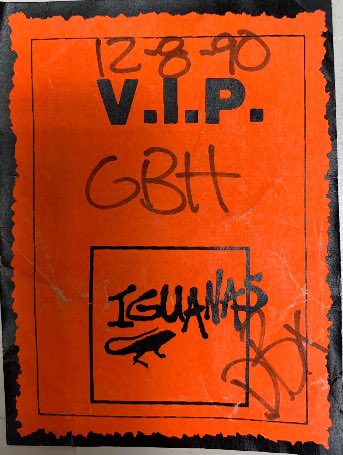 12-8-90
V.I.P.
GBH
IGUANAS